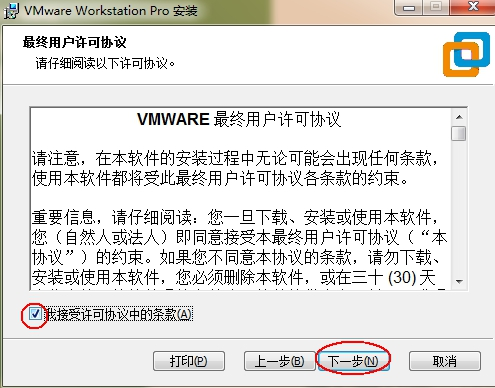 VMware Workstation Pro 安装
最终用户许可协议
请仔细阅读以下许可协议。
VMWARE 最终用户许可协议
请注意，在本软件的安装过程中无论可能会出现任何条款，
使用本软件都将受此最终用户许可协议各条款的约束。
重要信息，请仔细阅读：您一旦下载、安装或使用本软件，
您（自然人或法人）即同意接受本最终用户许可协议（“本
协议”）的约束。如果您不同意本协议的条款，请勿下载、
安装或使用本软件，您必须删除本软件，或在三十 (30) 天
我接受许可协议中的条款(A)
打印(P) 上一步(B) 下一步(N) 取消